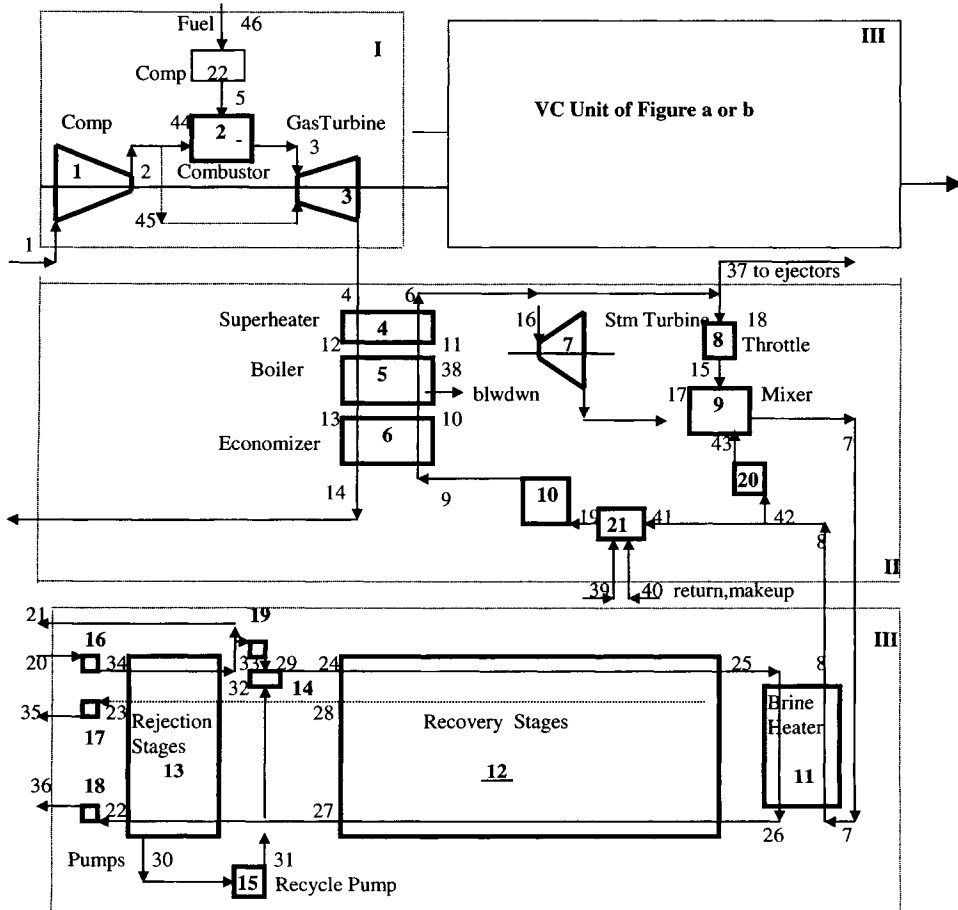 Fuel 46
I
III
Comp 22
VC Unit of Figure a or b
5
Comp 44 GasTurbine
2 -
1 2 3
Combustor
3
45
1
37 to ejectors
4 6
Superheater 4 16 Stm Turbine 18
7 8 Throttle
12 11 15
Boiler 5 38 17 Mixer
blwdwn 9
13 10
Economizer 6 43 7
20
14 9 10
19 21 41 42
8
II
39 40 return,makeup
21 19 III
16
20 34 33 29 24 25 8
32 14
23 28 Brine
35 Rejection Recovery Stages Heater
17 Stages
13 12 11
18
36
22 27
26 7
Pumps 30 31
15 Recycle Pump